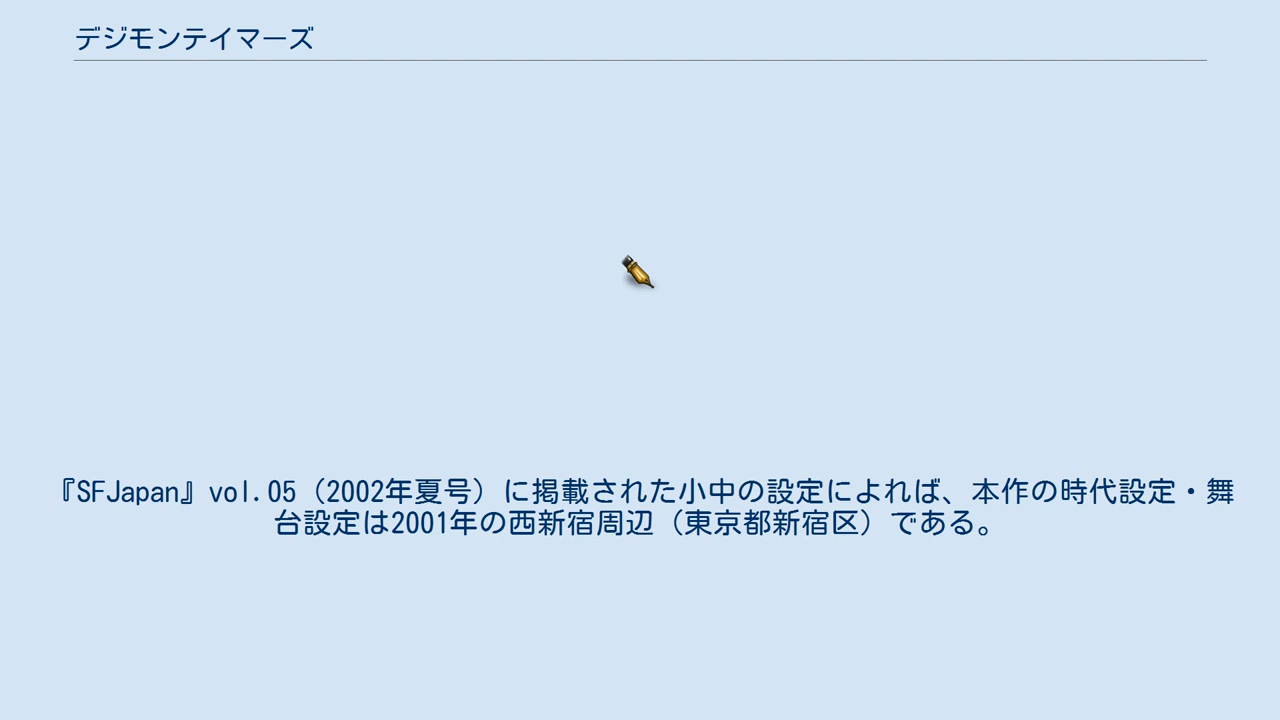 デジモンテイマーズ
『SFJapan』vol.05（2002年夏号）に掲載された小中の設定によれば、本作の時代設定・舞
台設定は2001年の西新宿周辺（東京都新宿区）である。